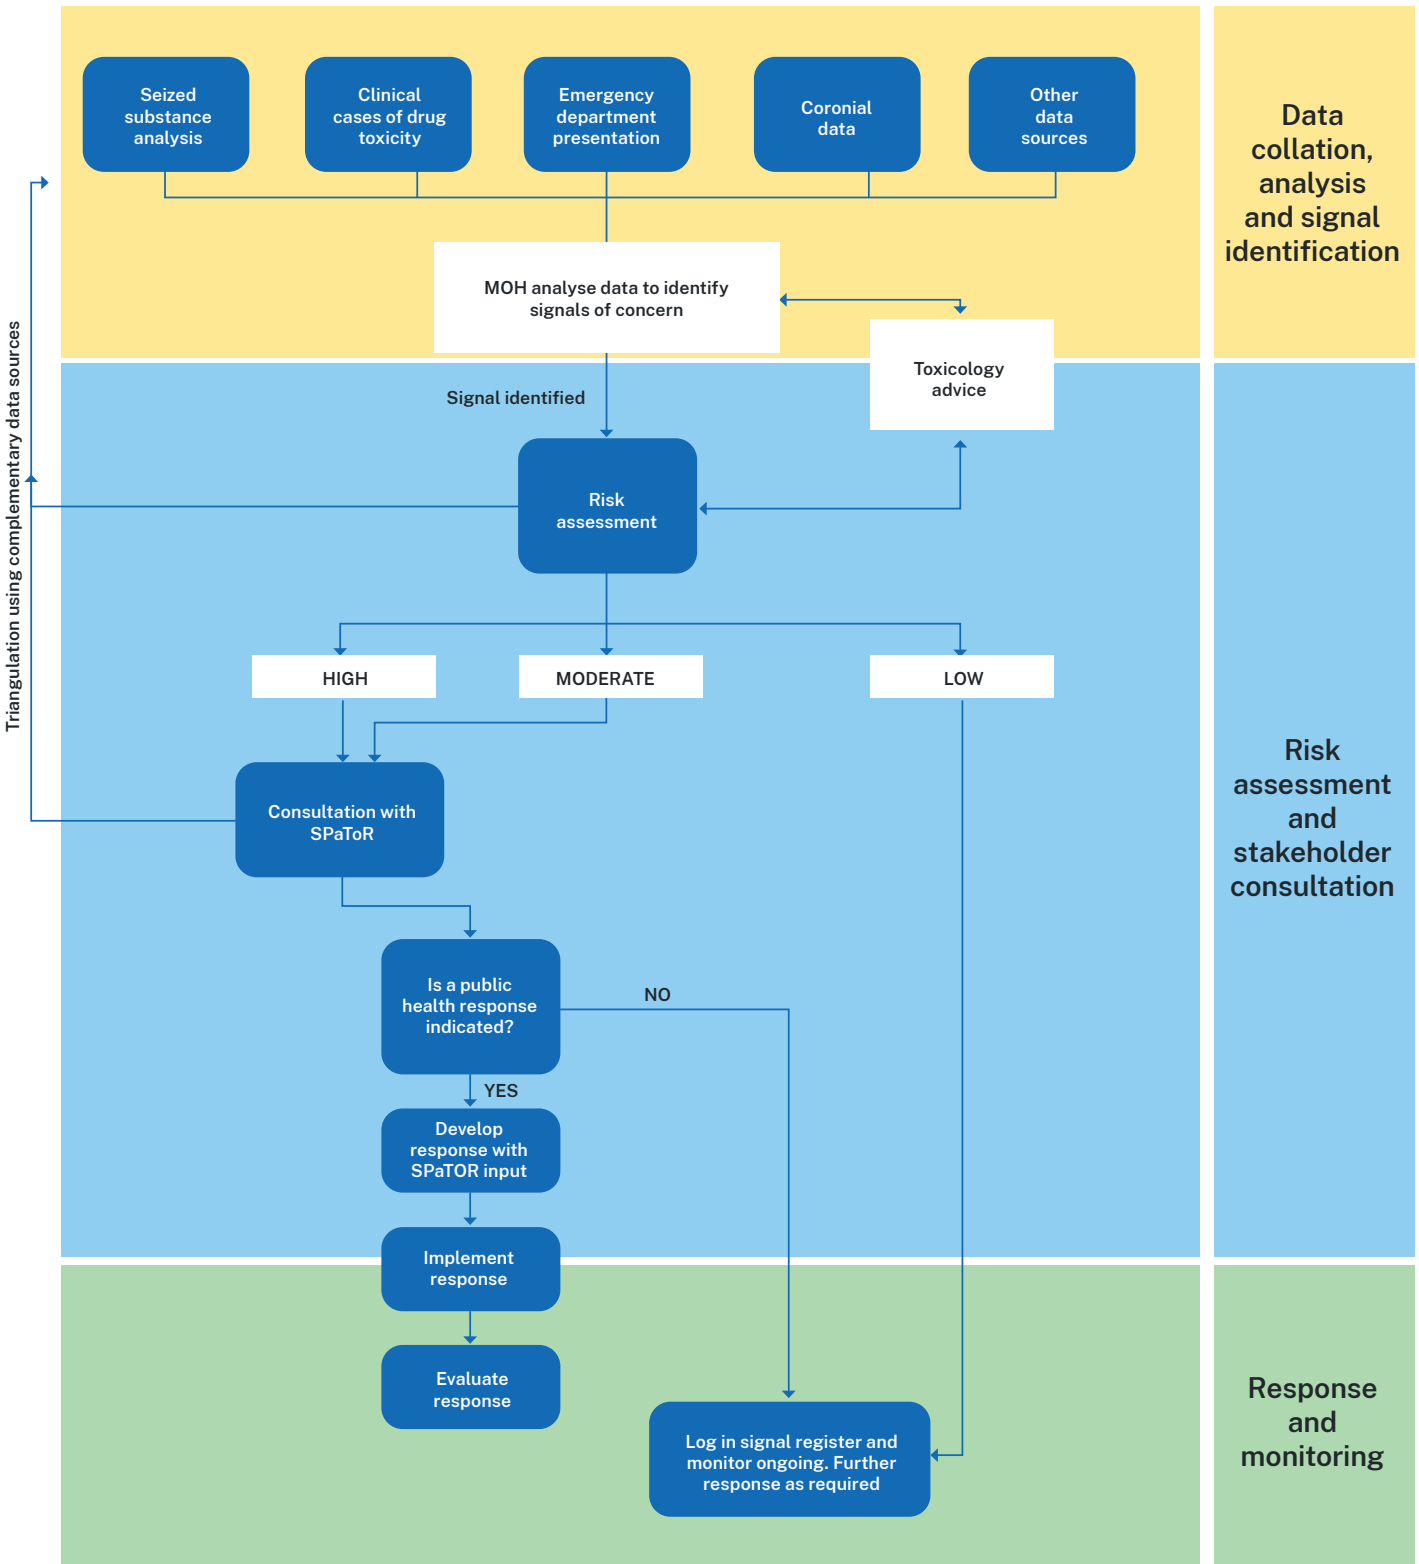 Seized
substance
analysis
Clinical
cases of drug
toxicity
Emergency
department
presentation
Coronial
data
Other
data
sources
Data
collation,
analysis
and signal
identification
MOH analyse data to identify
signals of concern
Toxicology
advice
Signal identified
Triangulation using complementary data sources
Risk
assessment
HIGH
MODERATE
LOW
Consultation with
SPaToR
Risk
assessment
and
stakeholder
consultation
Is a public
health response
indicated?
NO
YES
Develop
response with
SPaTOR input
Implement
response
Evaluate
response
Log in signal register and
monitor ongoing. Further
response as required
Response
and
monitoring